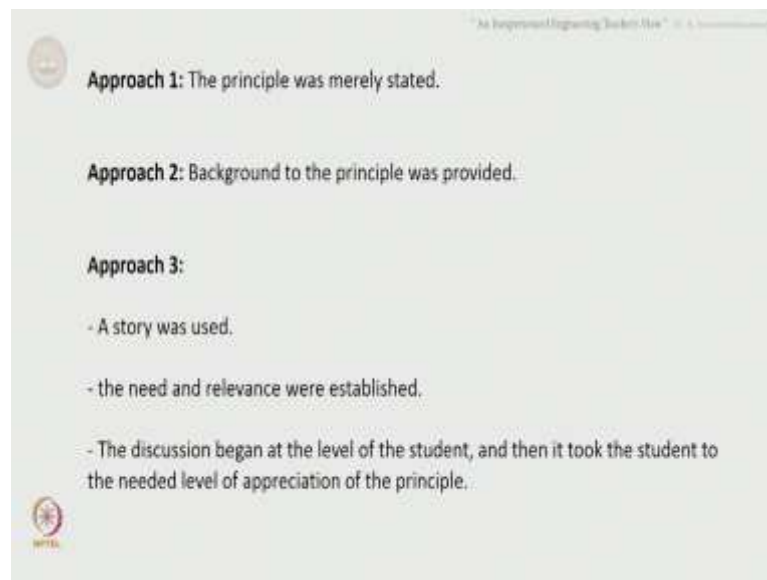 Approach 1: The principle was merely stated.
Approach 2: Background to the principle was provided.
Approach 3:
- A story was used.
- the need and relevance were established.
- The discussion began at the level of the student, and then it took the student to
the needed level of appreciation of the principle.
NPTEL